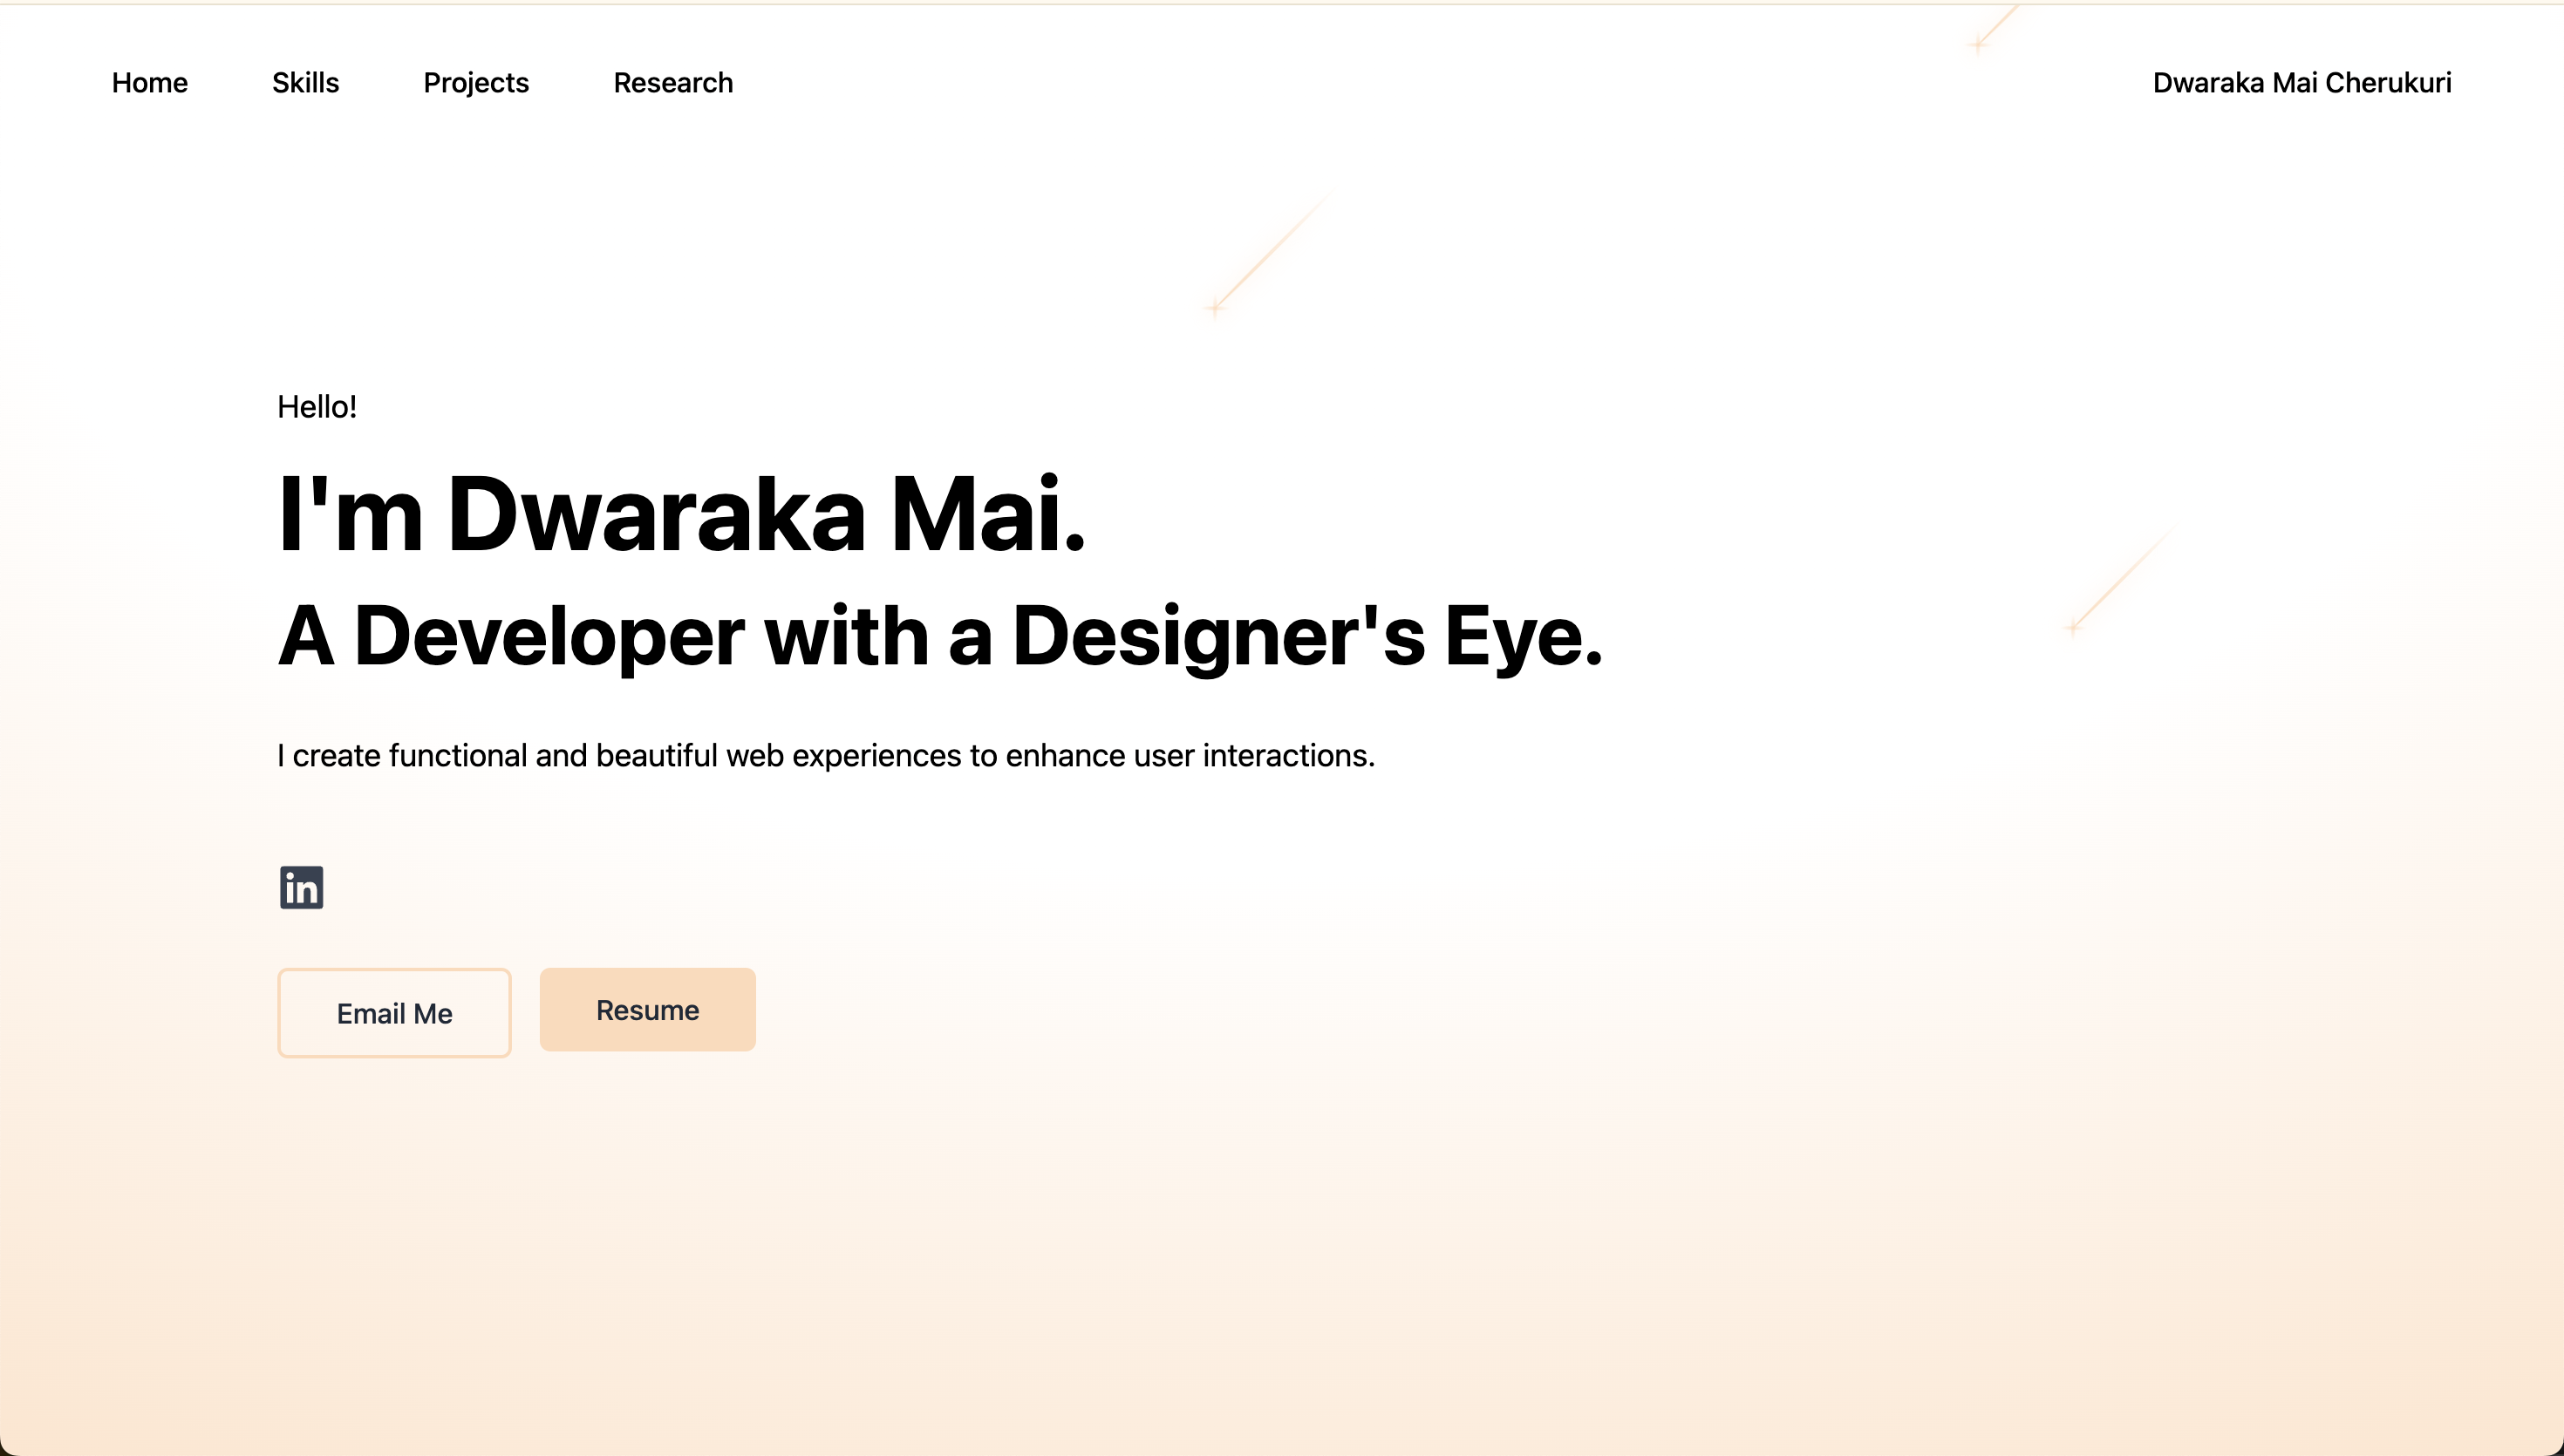 Home Skills Projects Research Dwaraka Mai Cherukuri
Hello!
I'm Dwaraka Mai.
A Developer with a Designer's Eye.
I create functional and beautiful web experiences to enhance user interactions.
in
Email Me Resume